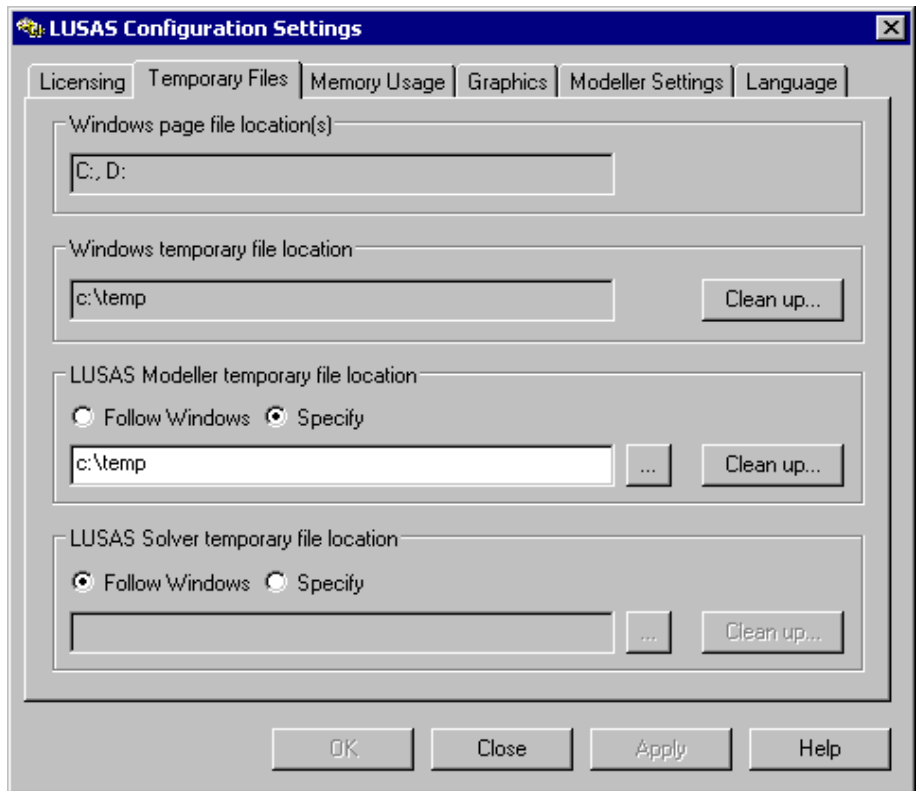 LUSAS Configuration Settings
Licensing Temporary Files Memory Usage Graphics Modeller Settings Language
Windows page file location(s)
C:, D:
Windows temporary file location
c:\temp Clean up...
LUSAS Modeller temporary file location
Follow Windows Specify
c:\temp ... Clean up...
LUSAS Solver temporary file location
Follow Windows Specify
... Clean up...
OK Close Apply Help